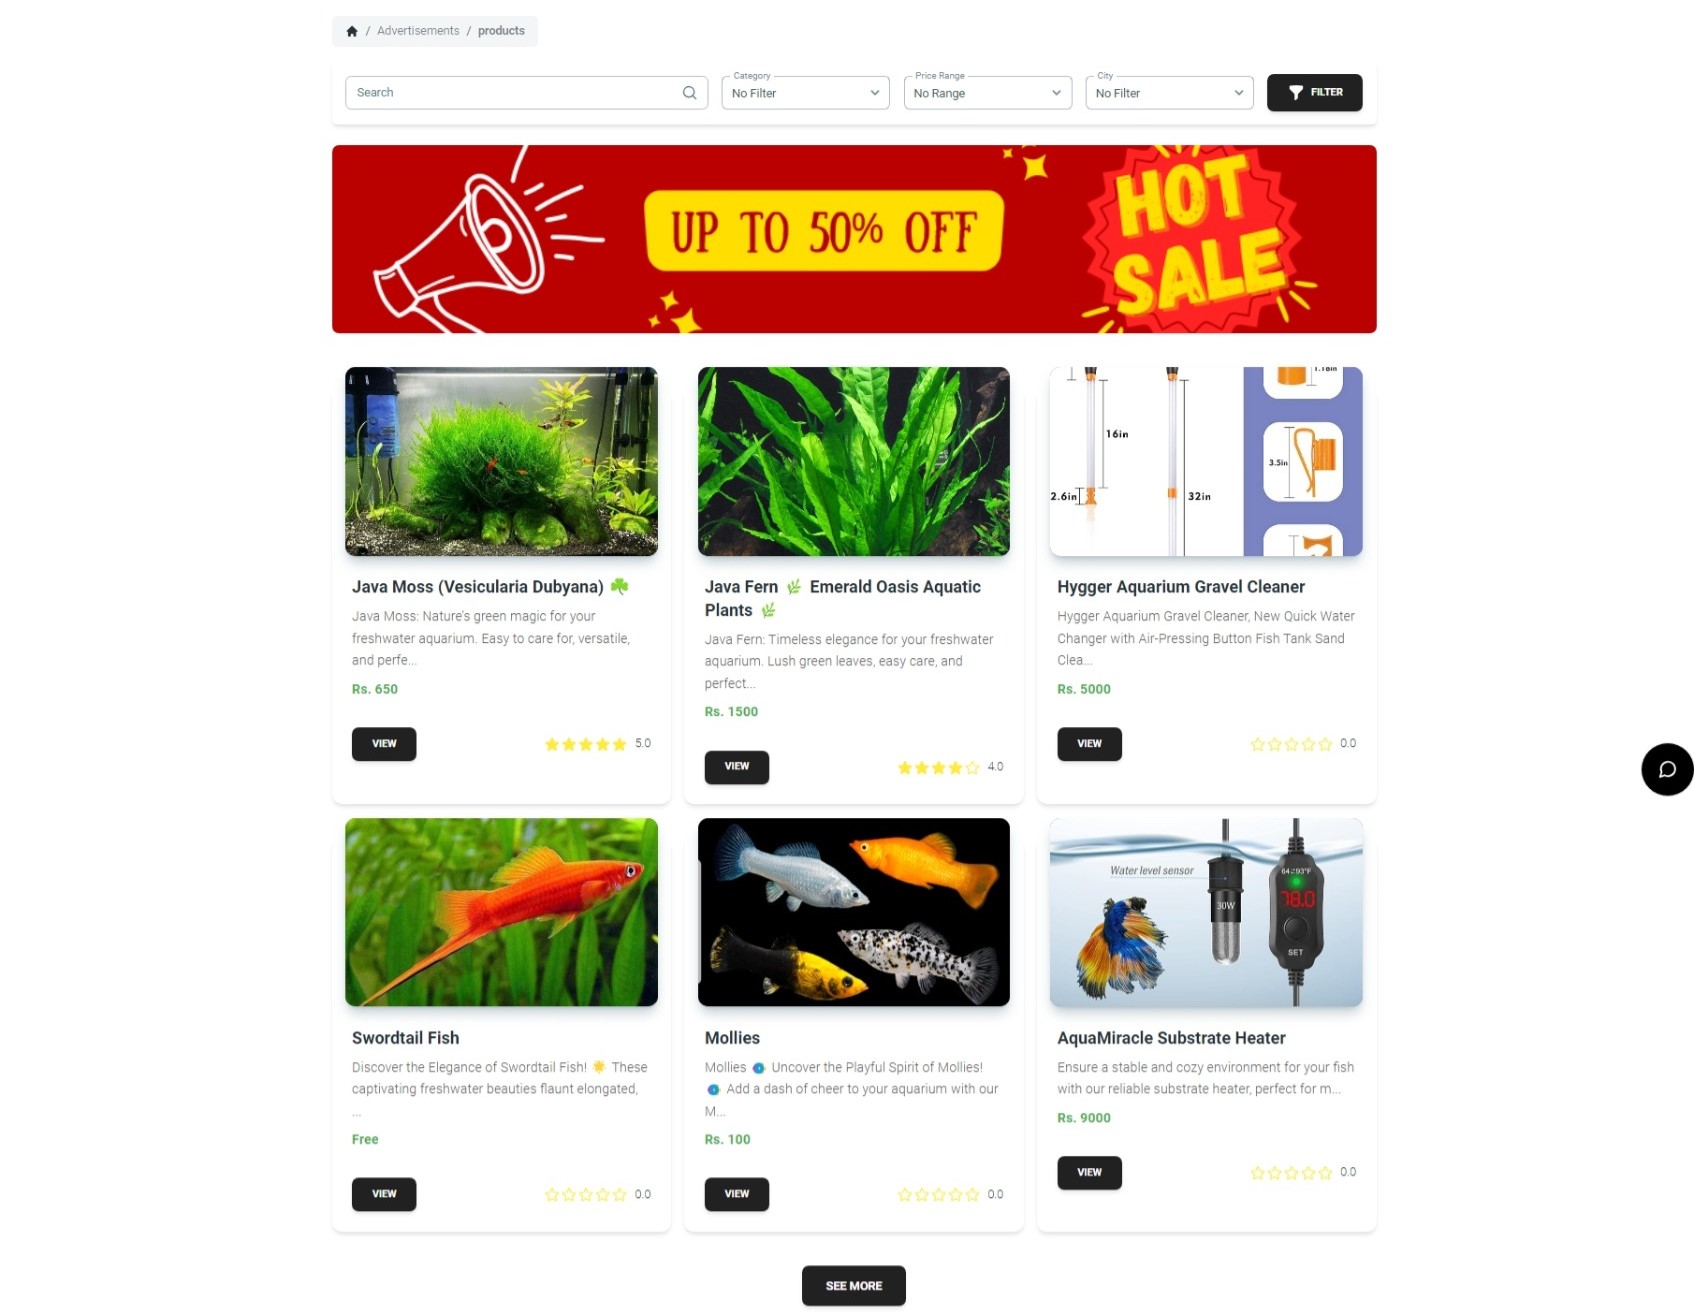 / Advertisements / products
Search
Category
No Filter
Price Range
No Range
City
No Filter
FILTER
UP TO 50% OFF
HOT
SALE
16in
2.6in
32in
1.18in
3.5in
Java Moss (Vesicularia Dubyana) ☘️
Java Moss: Nature's green magic for your
freshwater aquarium. Easy to care for, versatile,
and perfe...
Rs. 650
VIEW
5.0
Java Fern 🌿 Emerald Oasis Aquatic
Plants 🌿
Java Fern: Timeless elegance for your freshwater
aquarium. Lush green leaves, easy care, and
perfect...
Rs. 1500
VIEW
4.0
Hygger Aquarium Gravel Cleaner
Hygger Aquarium Gravel Cleaner, New Quick Water
Changer with Air-Pressing Button Fish Tank Sand
Clea...
Rs. 5000
VIEW
0.0
Water level sensor
30W
64~93°F
78.0
SET
Swordtail Fish
Discover the Elegance of Swordtail Fish! 🌟 These
captivating freshwater beauties flaunt elongated,
...
Free
VIEW
0.0
Mollies
Mollies 🐠 Uncover the Playful Spirit of Mollies!
🐠 Add a dash of cheer to your aquarium with our
M...
Rs. 100
VIEW
0.0
AquaMiracle Substrate Heater
Ensure a stable and cozy environment for your fish
with our reliable substrate heater, perfect for m...
Rs. 9000
VIEW
0.0
SEE MORE